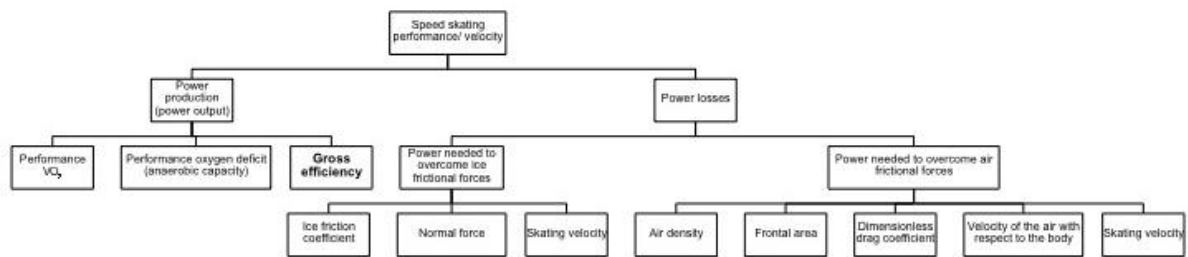 Speed skating
performance/ velocity
Power
production
(power output)
Power losses
Performance
VO₂
Performance oxygen deficit
(anaerobic capacity)
Gross
efficiency
Power needed to
overcome ice
frictional forces
Power needed to overcome air
frictional forces
Ice friction
coefficient
Normal force
Skating velocity
Air density
Frontal area
Dimensionless
drag coefficient
Velocity of the air with
respect to the body
Skating velocity